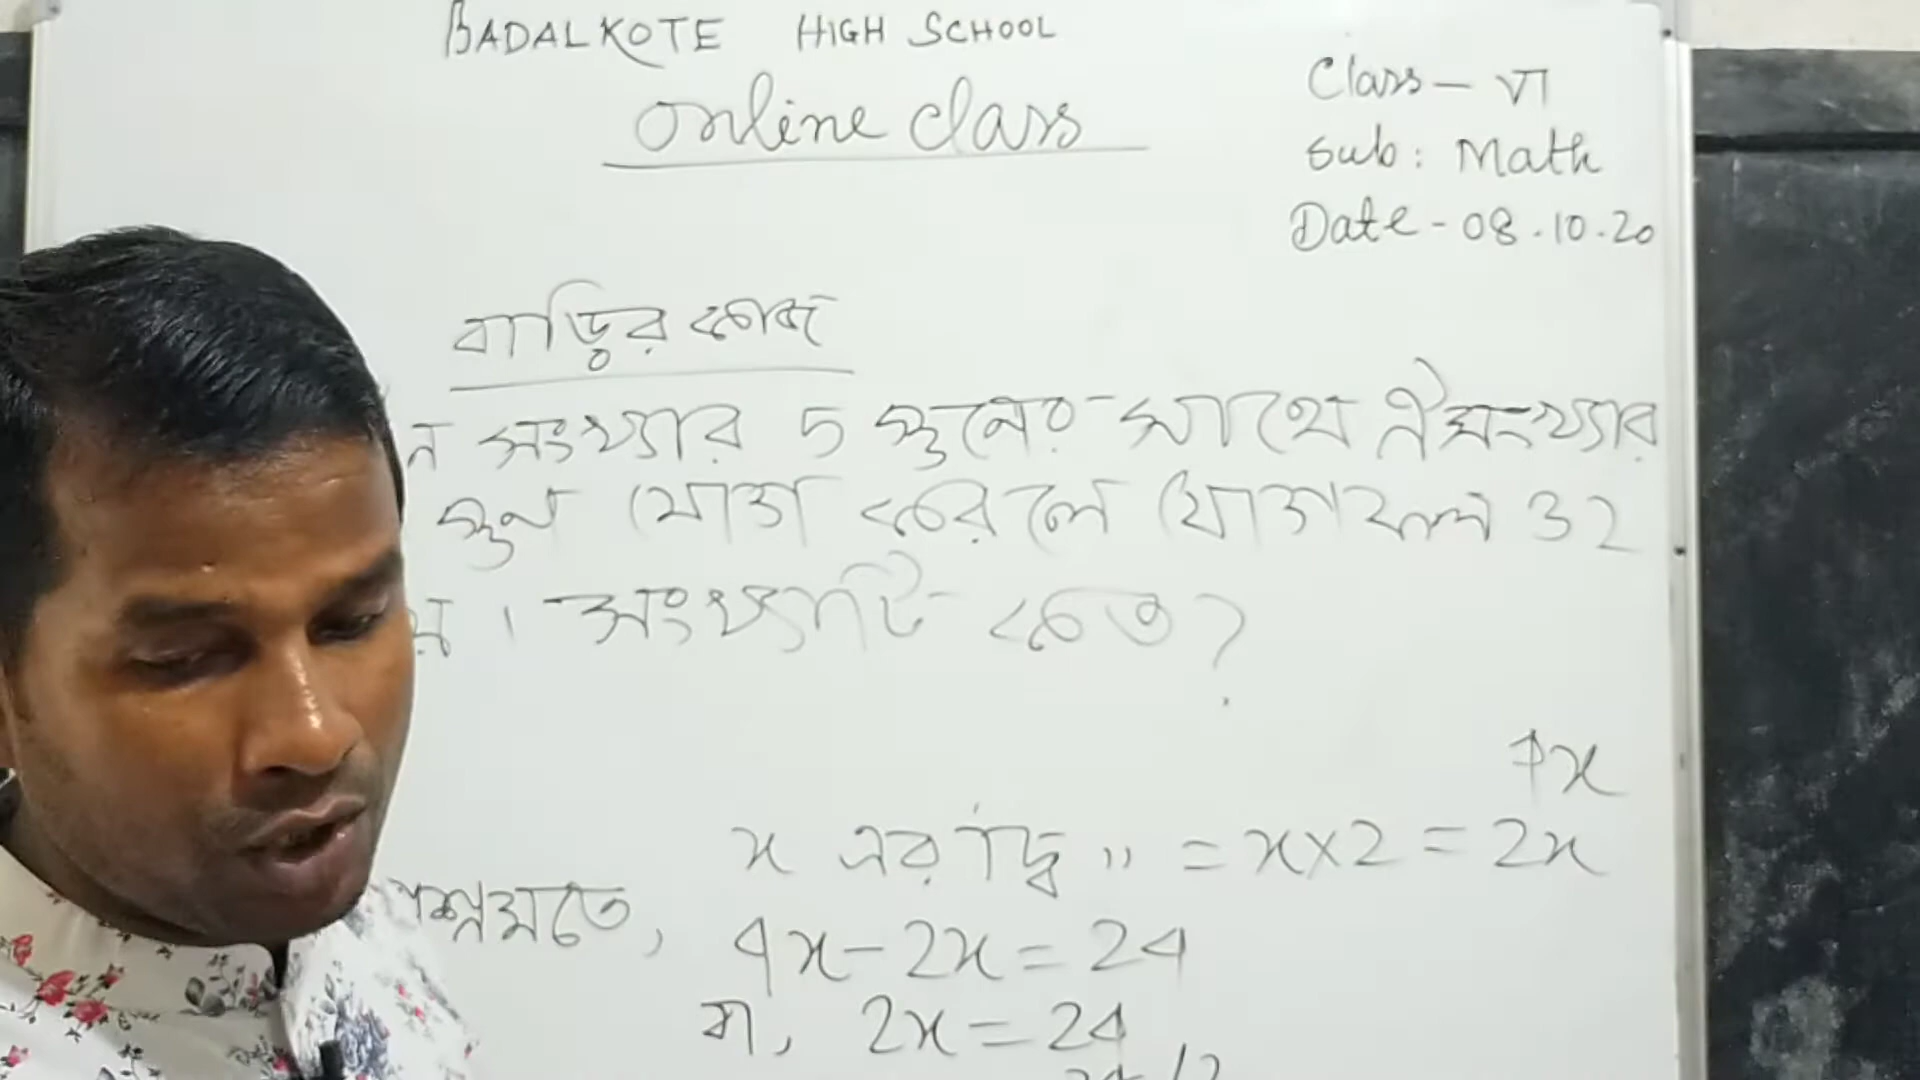 BADALKOTE HIGH SCHOOL
Online class
Class - VI
Sub: Math
Date - 08.10.20
বাড়ির কাজ
ন সংখ্যার 5 গুনের সাথে ঐ সংখ্যার
গুণ যোগ করলে যোগফল 32
। সংখ্যাটি কত?
4x
x এর দ্বি " = x×2 = 2x
প্রশ্নমতে, 4x - 2x = 24
বা, 2x = 24